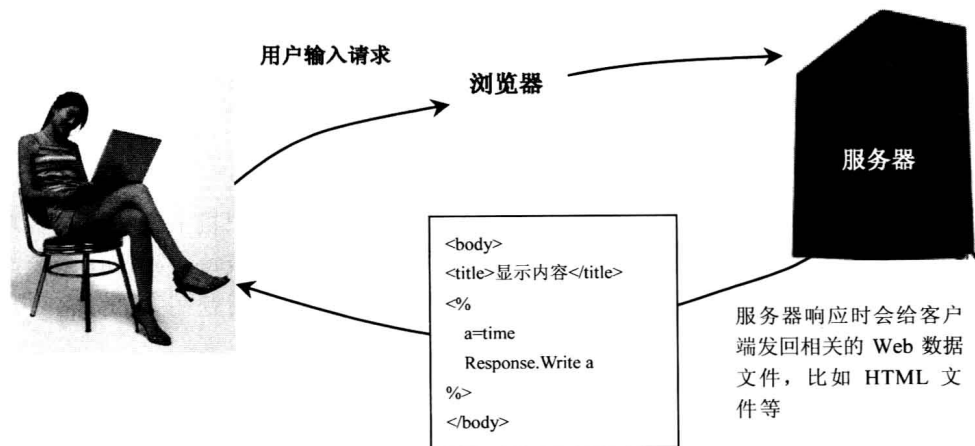 用户输入请求
浏览器
服务器
<body>
<title>显示内容</title>
<%
a=time
Response.Write a
%>
</body>
服务器响应时会给客户
端发回相关的 Web 数据
文件，比如 HTML 文
件等